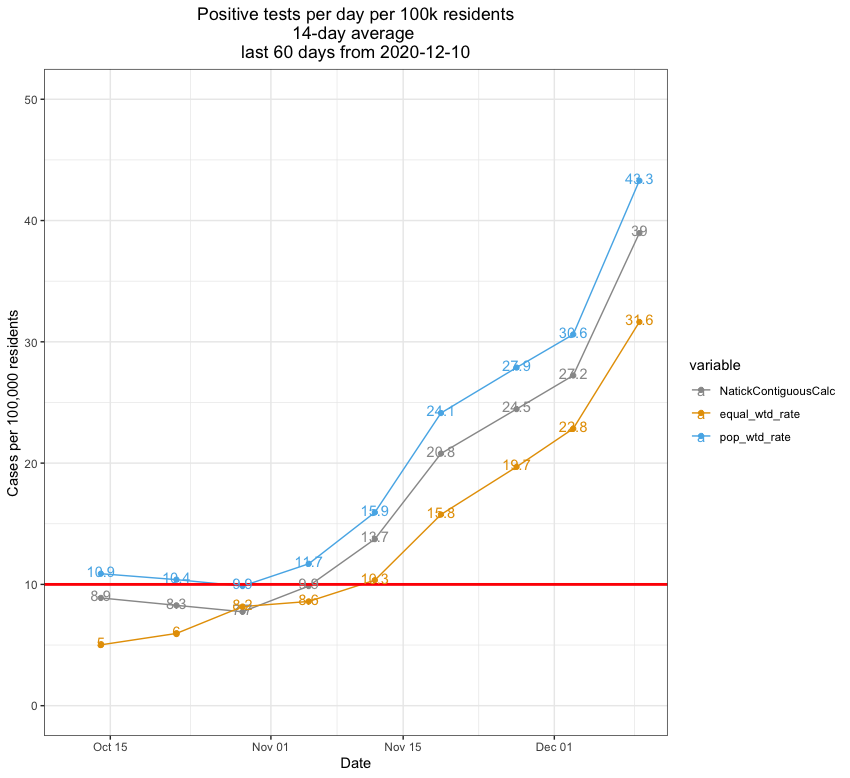 Positive tests per day per 100k residents
14-day average
last 60 days from 2020-12-10
Cases per 100,000 residents
50
40
30
20
10
0
10.9
10.4
9.9
11.7
15.9
24.1
27.9
30.6
43.3
8.9
8.3
7.7
9.9
13.7
20.8
24.5
27.2
39
5
6
8.2
8.6
10.3
15.8
19.7
22.8
31.6
Oct 15
Nov 01
Nov 15
Dec 01
Date
variable
a NatickContiguousCalc
a equal_wtd_rate
a pop_wtd_rate